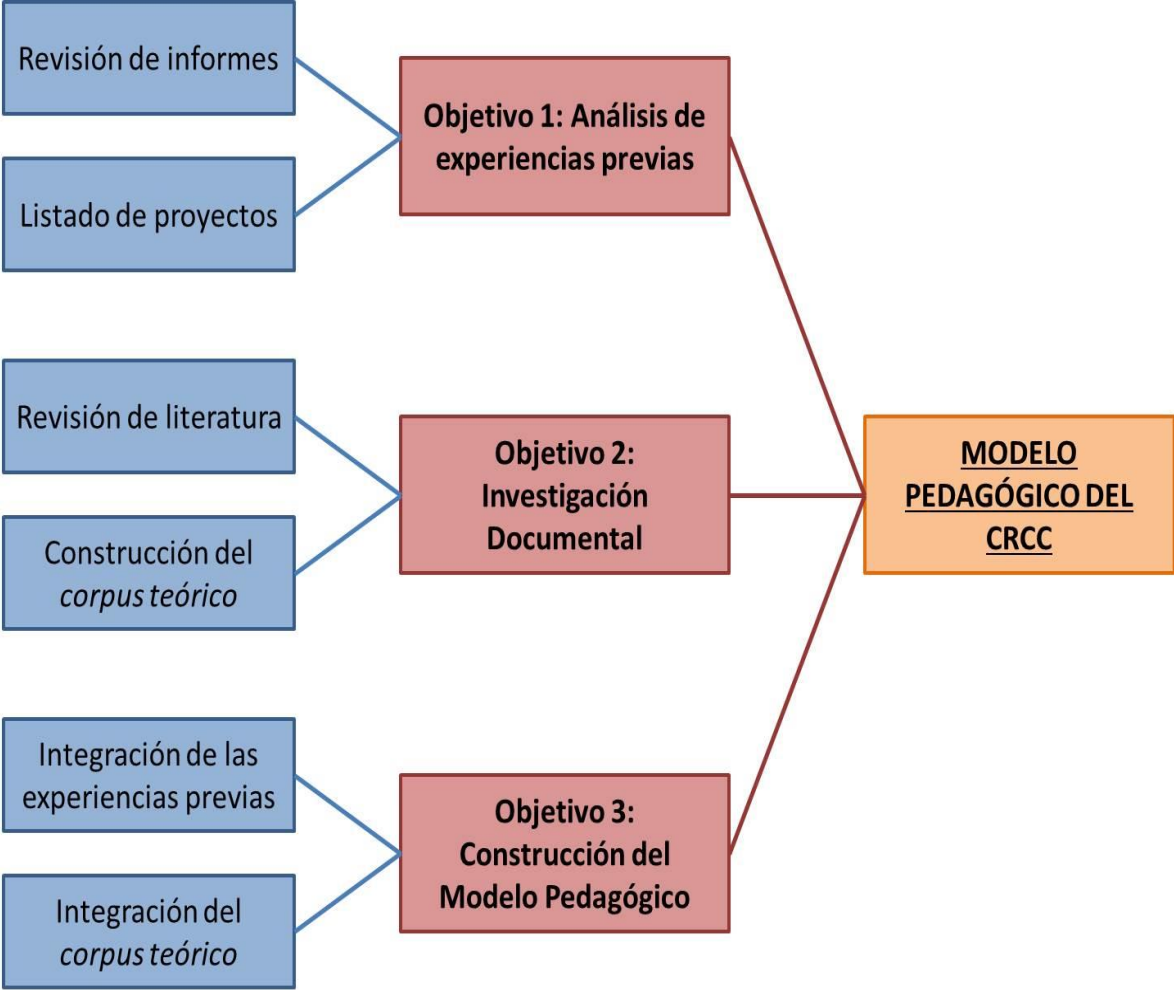 Revisión de informes
Listado de proyectos
Objetivo 1: Análisis de
experiencias previas
Revisión de literatura
Construcción del
corpus teórico
Objetivo 2:
Investigación
Documental
Integración de las
experiencias previas
Integración del
corpus teórico
Objetivo 3:
Construcción del
Modelo Pedagógico
MODELO
PEDAGÓGICO DEL
CRCC